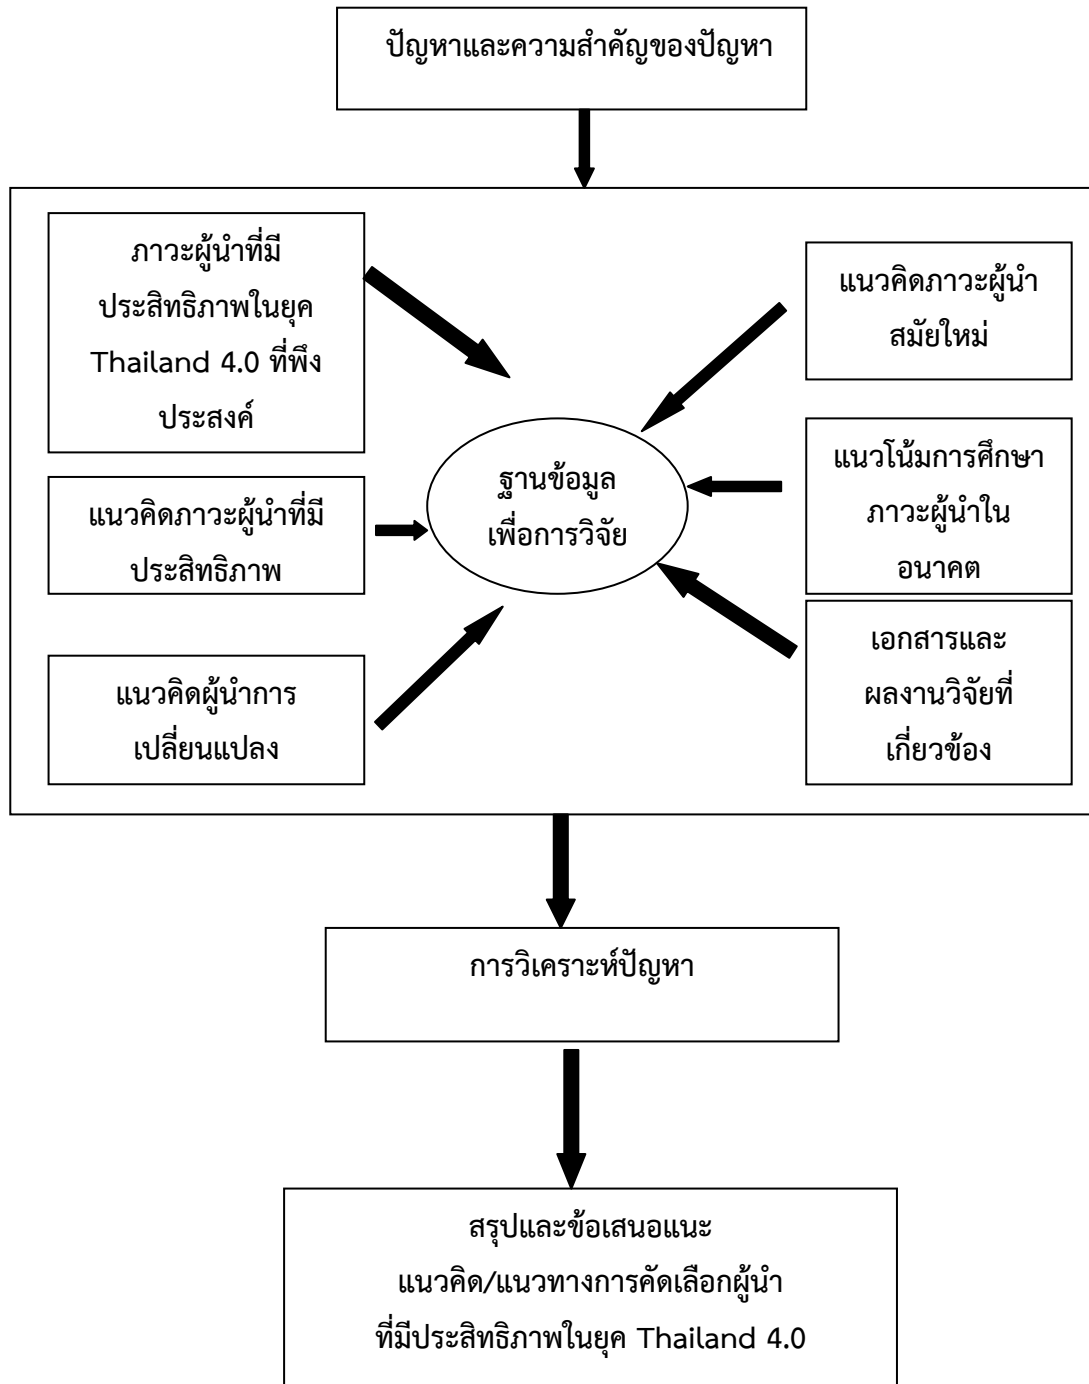 ปัญหาและความสำคัญของปัญหา
ภาวะผู้นำที่มี
ประสิทธิภาพในยุค
Thailand 4.0 ที่พึง
ประสงค์
แนวคิดภาวะผู้นำที่มี
ประสิทธิภาพ
แนวคิดผู้นำการ
เปลี่ยนแปลง
ฐานข้อมูล
เพื่อการวิจัย
แนวคิดภาวะผู้นำ
สมัยใหม่
แนวโน้มการศึกษา
ภาวะผู้นำใน
อนาคต
เอกสารและ
ผลงานวิจัยที่
เกี่ยวข้อง
การวิเคราะห์ปัญหา
สรุปและข้อเสนอแนะ
แนวคิด/แนวทางการคัดเลือกผู้นำ
ที่มีประสิทธิภาพในยุค Thailand 4.0